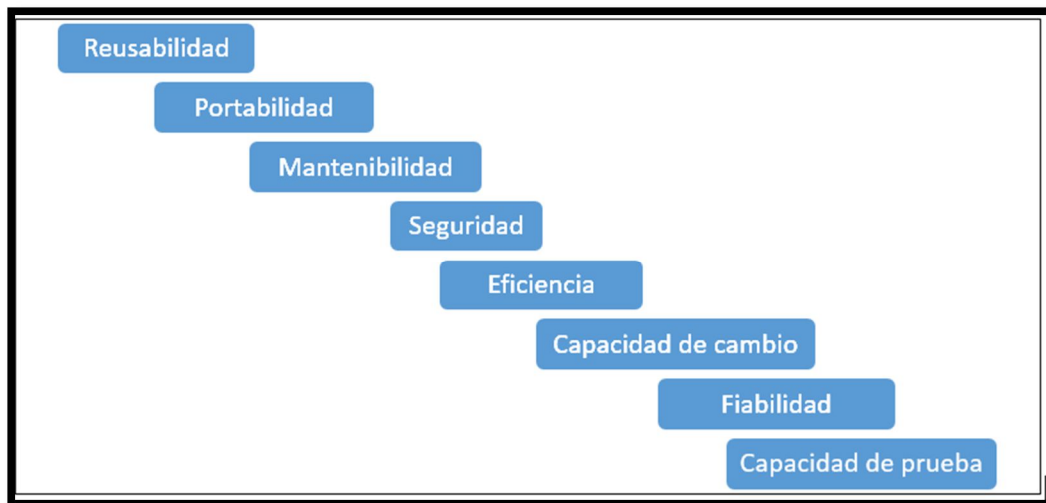 Reusabilidad
Portabilidad
Mantenibilidad
Seguridad
Eficiencia
Capacidad de cambio
Fiabilidad
Capacidad de prueba